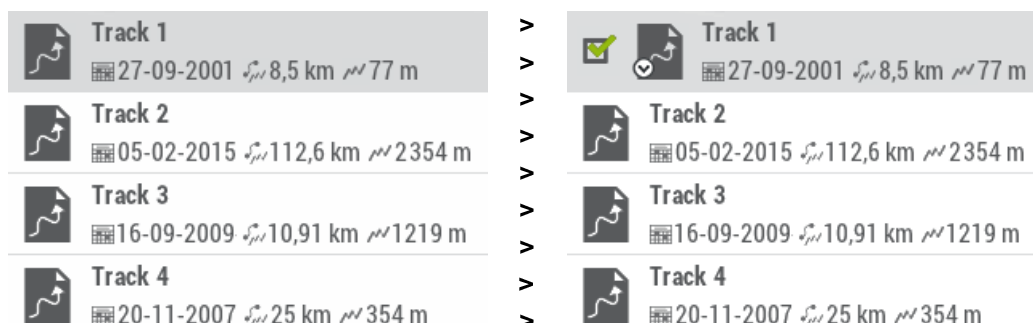 Track 1
27-09-2001 8,5 km 77 m
Track 2
05-02-2015 112,6 km 2354 m
Track 3
16-09-2009 10,91 km 1219 m
Track 4
20-11-2007 25 km 354 m
>
>
>
>
>
>
>
>
>
Track 1
27-09-2001 8,5 km 77 m
Track 2
05-02-2015 112,6 km 2354 m
Track 3
16-09-2009 10,91 km 1219 m
Track 4
20-11-2007 25 km 354 m